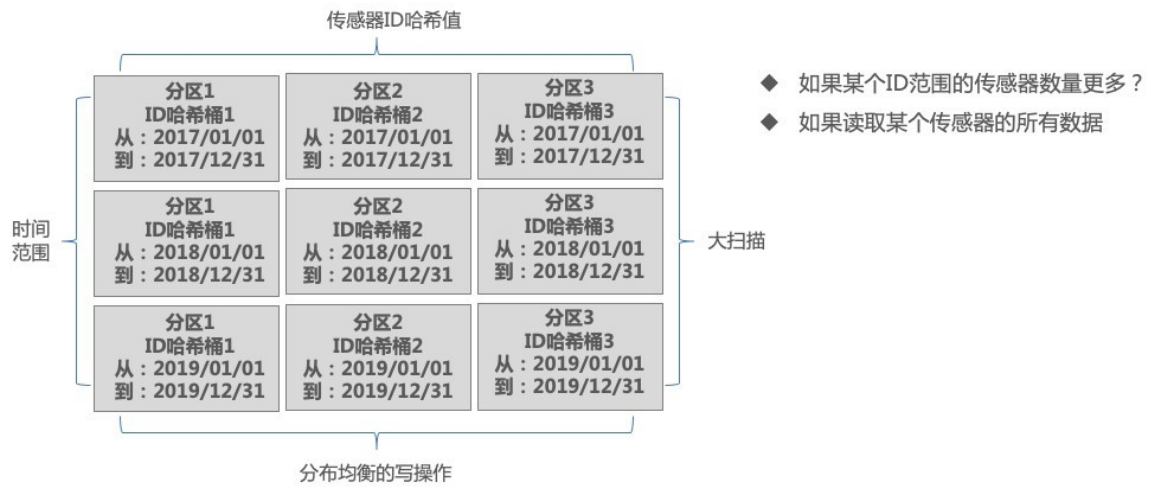 传感器ID哈希值
分区1
ID哈希桶1
从：2017/01/01
到：2017/12/31
分区2
ID哈希桶2
从：2017/01/01
到：2017/12/31
分区3
ID哈希桶3
从：2017/01/01
到：2017/12/31
◆ 如果某个ID范围的传感器数量更多？
◆ 如果读取某个传感器的所有数据
时间
范围
分区1
ID哈希桶1
从：2018/01/01
到：2018/12/31
分区2
ID哈希桶2
从：2018/01/01
到：2018/12/31
分区3
ID哈希桶3
从：2018/01/01
到：2018/12/31
大扫描
分区1
ID哈希桶1
从：2019/01/01
到：2019/12/31
分区2
ID哈希桶2
从：2019/01/01
到：2019/12/31
分区3
ID哈希桶3
从：2019/01/01
到：2019/12/31
分布均衡的写操作